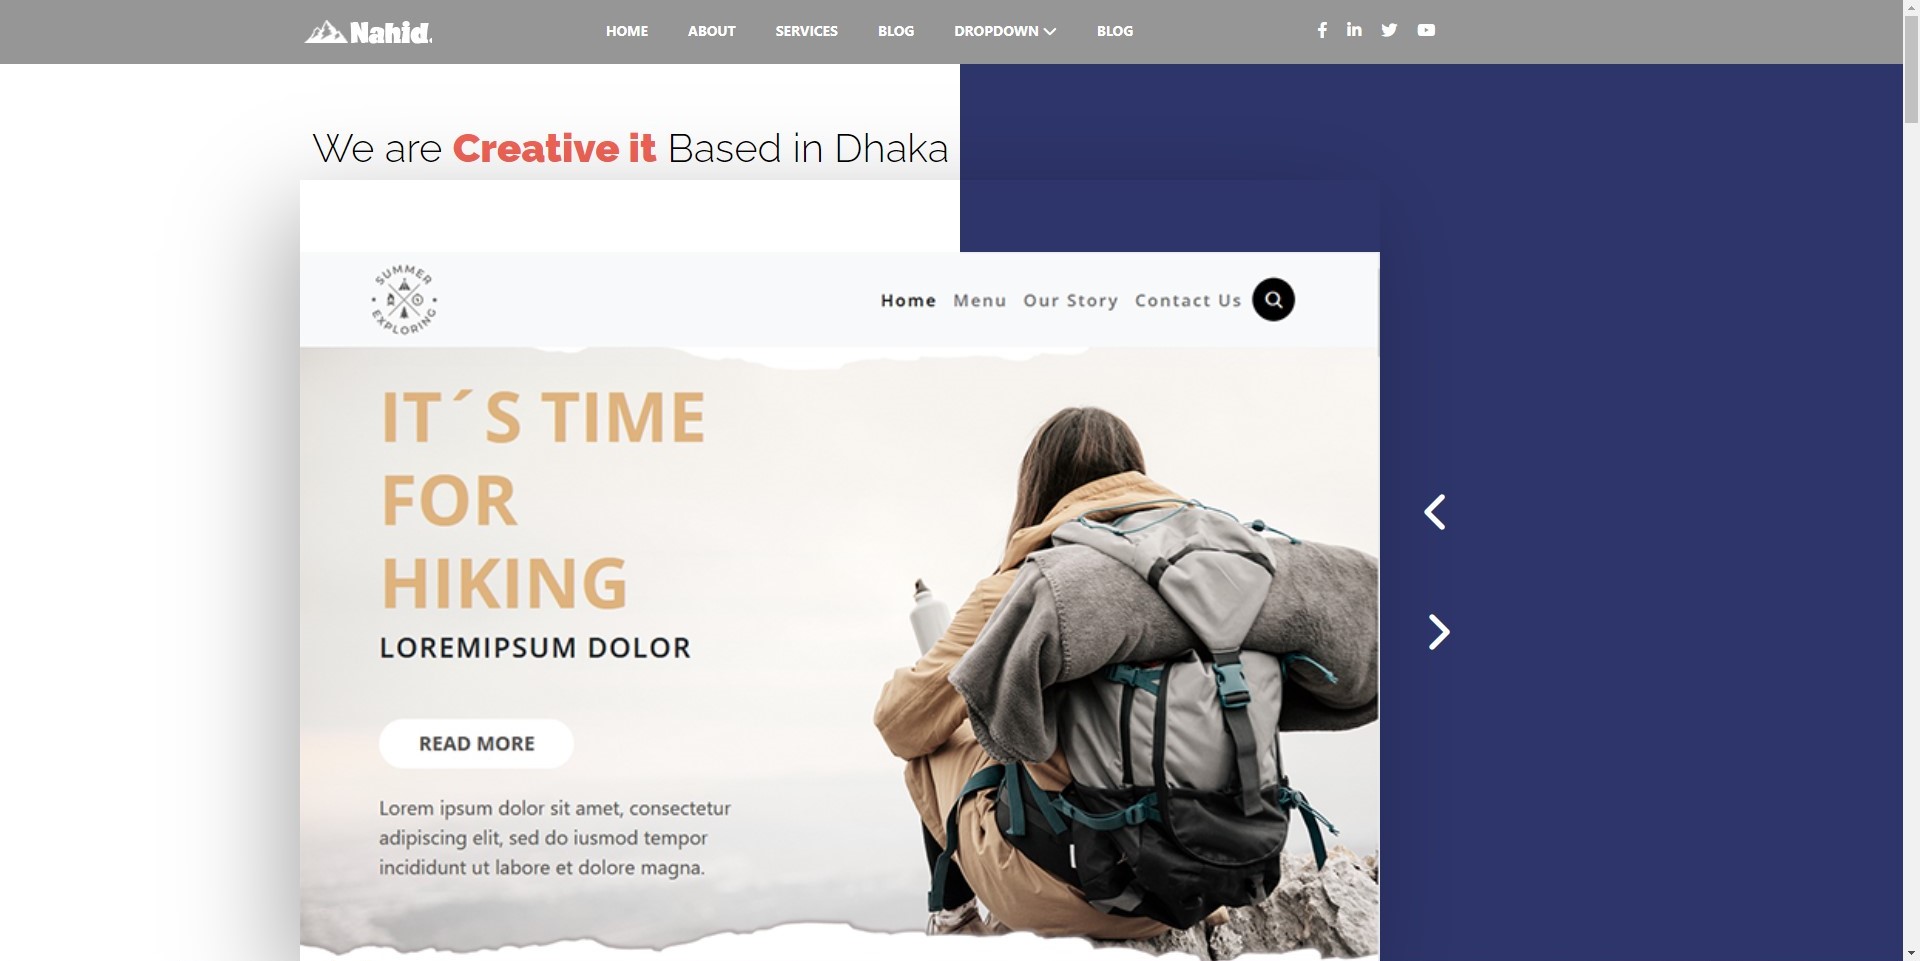 Nahid.
HOME ABOUT SERVICES BLOG DROPDOWN BLOG
We are Creative it Based in Dhaka
SUMMER
EXPLORING
Home Menu Our Story Contact Us
IT´S TIME
FOR
HIKING
LOREMIPSUM DOLOR
READ MORE
Lorem ipsum dolor sit amet, consectetur
adipiscing elit, sed do iusmod tempor
incididunt ut labore et dolore magna.